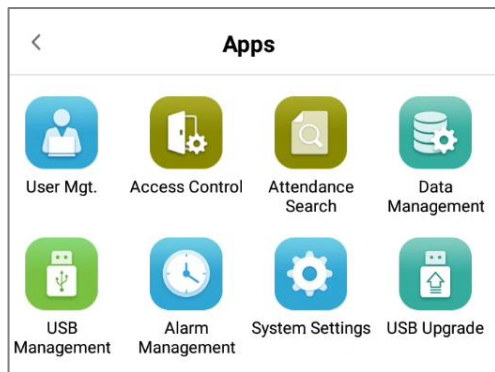 Apps
User Mgt.
Access Control
Attendance
Search
Data
Management
USB
Management
Alarm
Management
System Settings
USB Upgrade